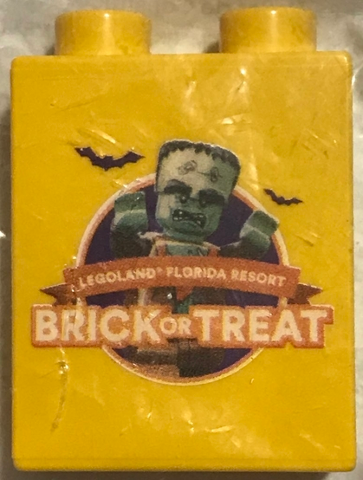 LEGOLAND® FLORIDA RESORT
BRICK OR TREAT